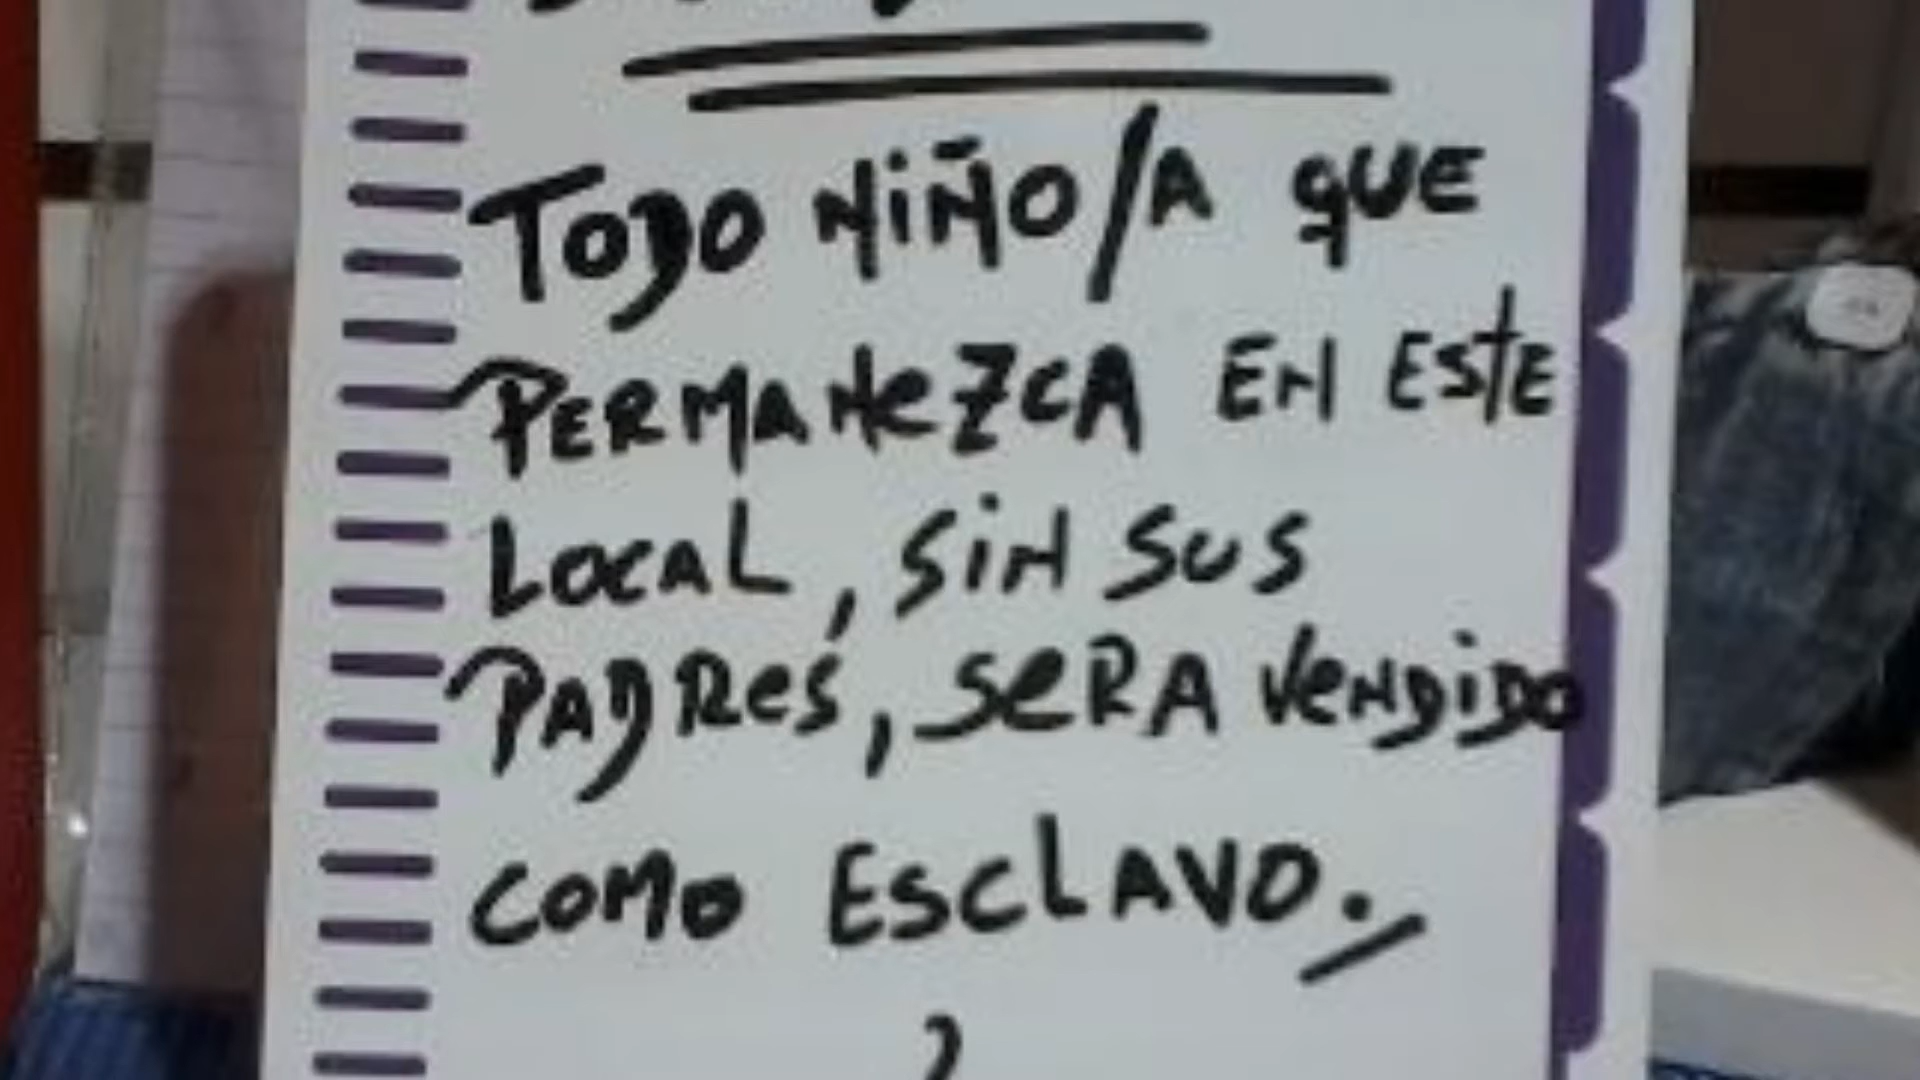 TODO NIÑO/A QUE
PERMANEZCA EN ESTE
LOCAL, SIN SUS
PADRES, SERA VENDIDO
COMO ESCLAVO.